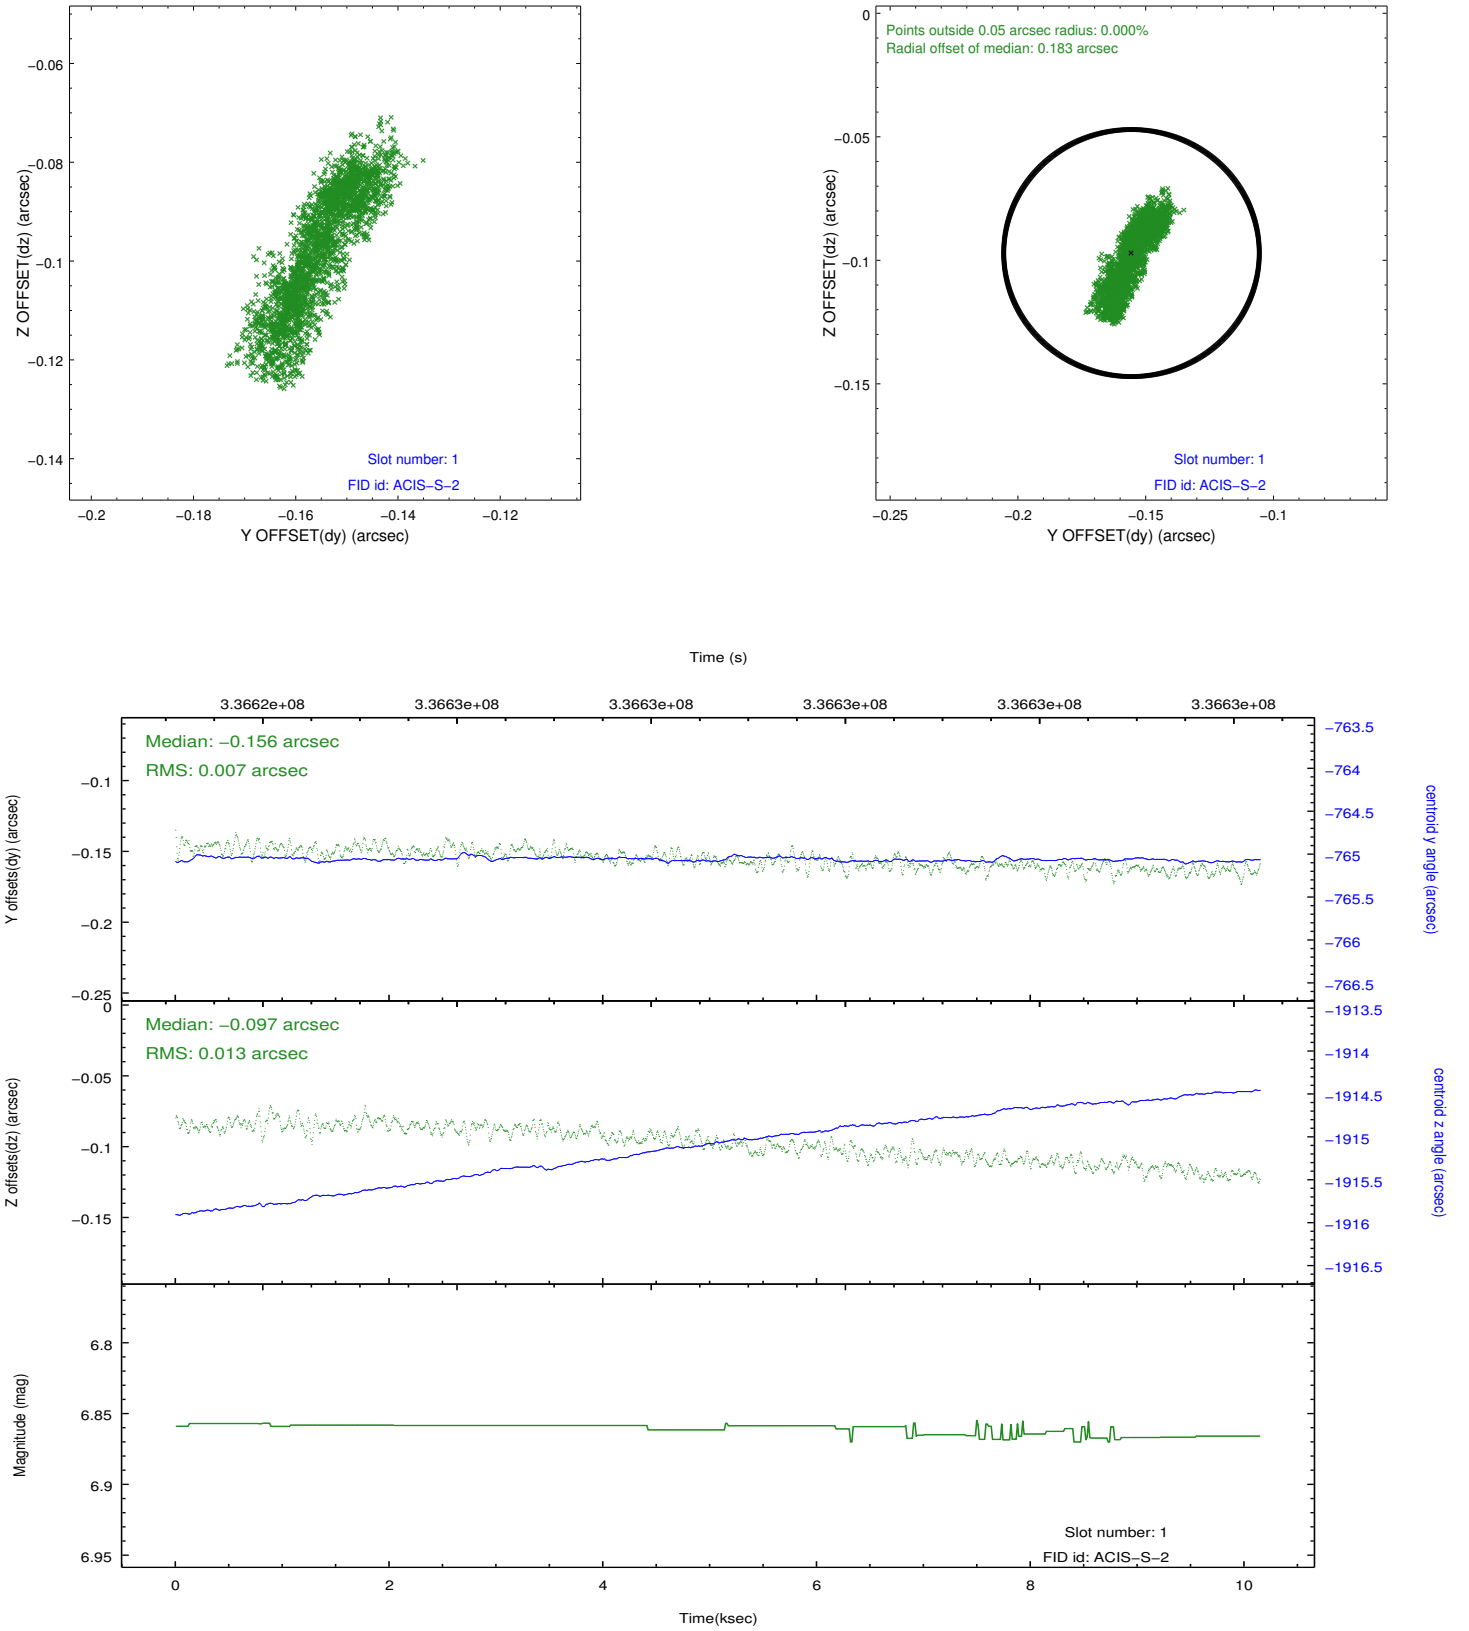 −0.06
−0.08
−0.1
−0.12
−0.14
Z OFFSET(dz) (arcsec)
Slot number: 1
FID id: ACIS−S−2
−0.2
−0.18
−0.16
−0.14
−0.12
Y OFFSET(dy) (arcsec)
Points outside 0.05 arcsec radius: 0.000%
Radial offset of median: 0.183 arcsec
0
−0.05
−0.1
−0.15
Z OFFSET(dz) (arcsec)
Slot number: 1
FID id: ACIS−S−2
−0.25
−0.2
−0.15
−0.1
Y OFFSET(dy) (arcsec)
Time (s)
3.3662e+08
3.3663e+08
3.3663e+08
3.3663e+08
3.3663e+08
3.3663e+08
Median: −0.156 arcsec
RMS: 0.007 arcsec
−0.1
−0.15
−0.2
−0.25
Y offsets(dy) (arcsec)
−763.5
−764
−764.5
−765
−765.5
−766
−766.5
centroid y angle (arcsec)
Median: −0.097 arcsec
RMS: 0.013 arcsec
0
−0.05
−0.1
−0.15
Z offsets(dz) (arcsec)
−1913.5
−1914
−1914.5
−1915
−1915.5
−1916
−1916.5
centroid z angle (arcsec)
6.8
6.85
6.9
6.95
Magnitude (mag)
Slot number: 1
FID id: ACIS−S−2
0
2
4
6
8
10
Time(ksec)